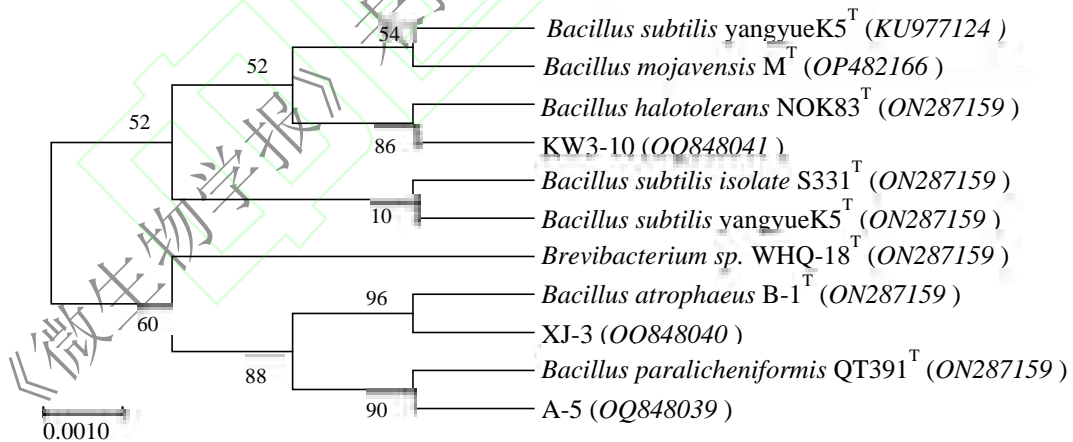 54
Bacillus subtilis yangyueK5T (KU977124 )
52
Bacillus mojavensis MT (OP482166 )
Bacillus halotolerans NOK83T (ON287159 )
52
86
KW3-10 (OQ848041 )
Bacillus subtilis isolate S331T (ON287159 )
10
Bacillus subtilis yangyueK5T (ON287159 )
Brevibacterium sp. WHQ-18T (ON287159 )
60
96
Bacillus atrophaeus B-1T (ON287159 )
XJ-3 (OQ848040 )
88
Bacillus paralicheniformis QT391T (ON287159 )
90
A-5 (OQ848039 )
0.0010
《微生物学报》